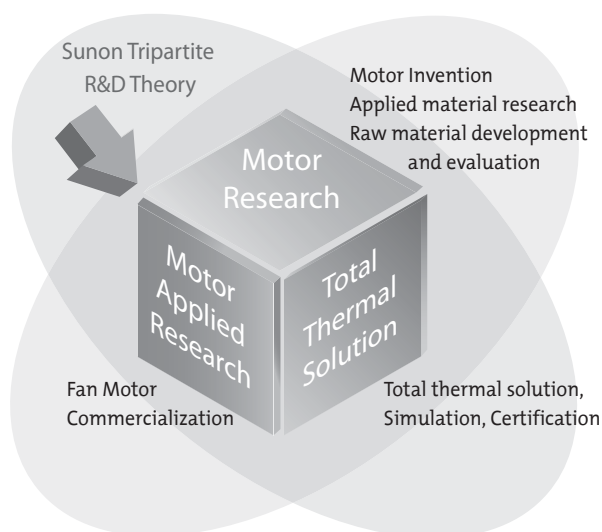 Sunon Tripartite
R&D Theory
Motor Invention
Applied material research
Raw material development
and evaluation
Motor
Research
Motor
Applied
Research
Total
Thermal
Solution
Fan Motor
Commercialization
Total thermal solution,
Simulation, Certification